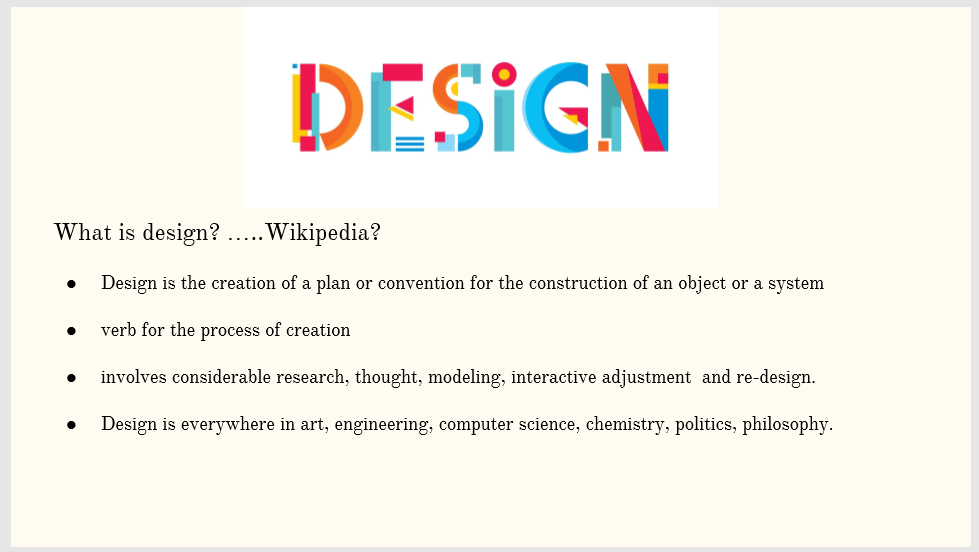 DESiGN
What is design? .....Wikipedia?
● Design is the creation of a plan or convention for the construction of an object or a system
● verb for the process of creation
● involves considerable research, thought, modeling, interactive adjustment  and re-design.
● Design is everywhere in art, engineering, computer science, chemistry, politics, philosophy.